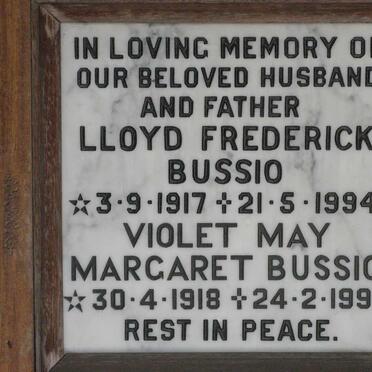 IN LOVING MEMORY OF
OUR BELOVED HUSBAND
AND FATHER
LLOYD FREDERICK
BUSSIO
☆3·9·1917 ✝21·5·1994
VIOLET MAY
MARGARET BUSSIO
☆30·4·1918 ✝24·2·199
REST IN PEACE.